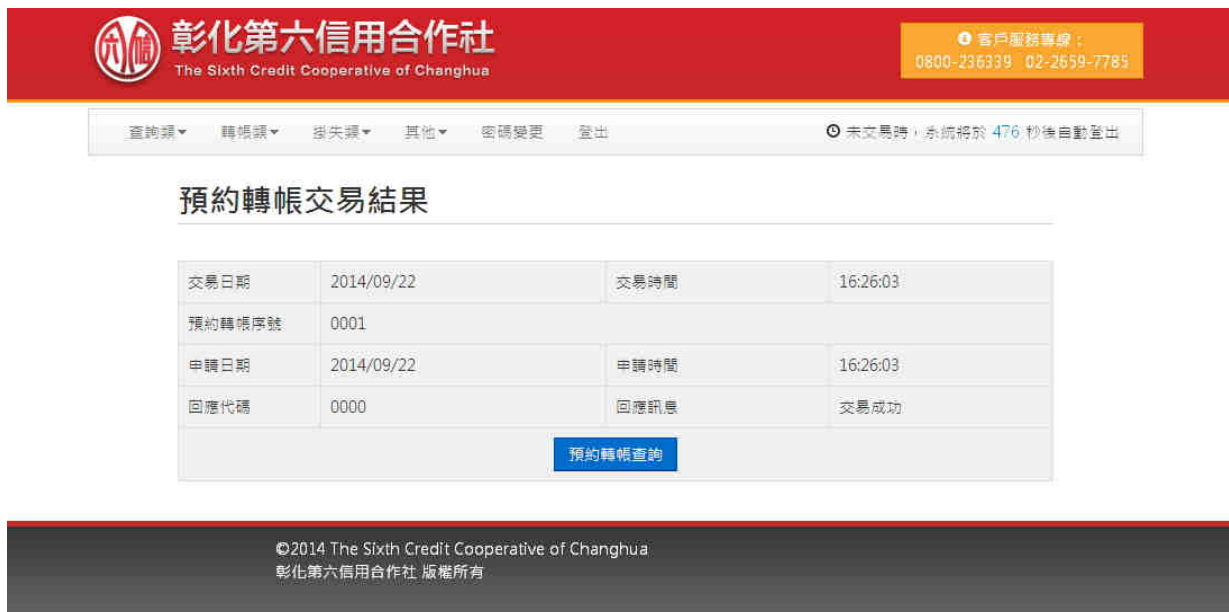 六信 彰化第六信用合作社
The Sixth Credit Cooperative of Changhua
客戶服務專線：
0800-236339 02-2659-7785
查詢類 轉帳類 掛失類 其他 密碼變更 登出 未交易時，系統將於 476 秒後自動登出
預約轉帳交易結果
交易日期 2014/09/22 交易時間 16:26:03
預約轉帳序號 0001
申請日期 2014/09/22 申請時間 16:26:03
回應代碼 0000 回應訊息 交易成功
預約轉帳查詢
©2014 The Sixth Credit Cooperative of Changhua
彰化第六信用合作社 版權所有